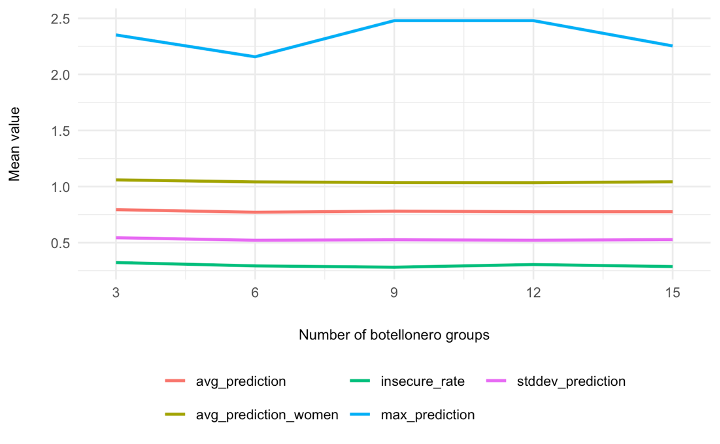 2.5
2.0
1.5
1.0
0.5
Mean value
3 6 9 12 15
Number of botellonero groups
avg_prediction insecure_rate stddev_prediction
avg_prediction_women max_prediction